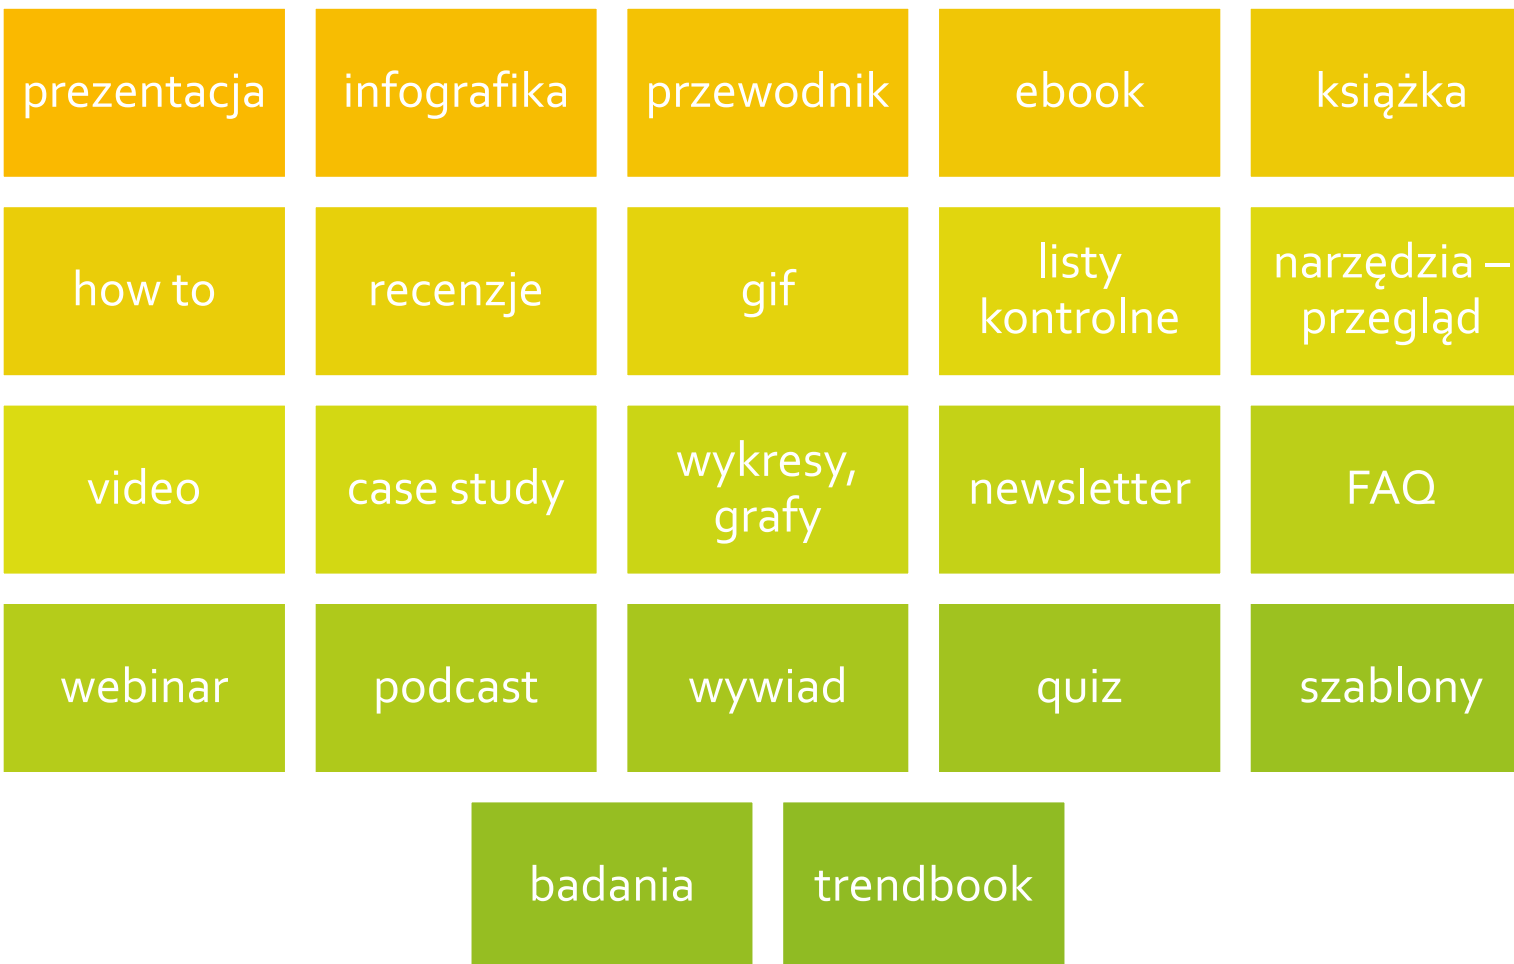 prezentacja
infografika
przewodnik
ebook
książka
how to
recenzje
gif
listy
kontrolne
narzędzia –
przegląd
video
case study
wykresy,
grafy
newsletter
FAQ
webinar
podcast
wywiad
quiz
szablony
badania
trendbook